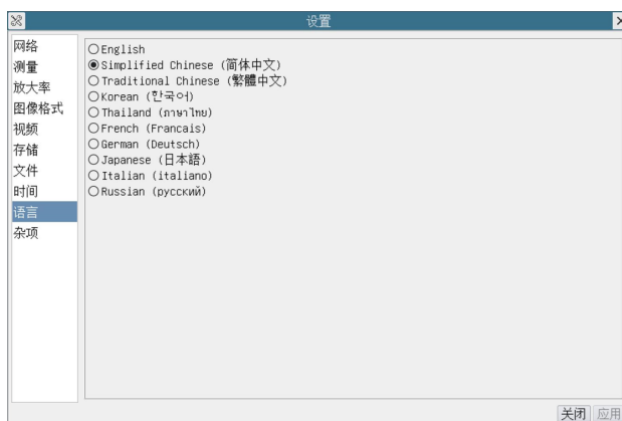 设置
网络
测量
放大率
图像格式
视频
存储
文件
时间
语言
杂项
English
Simplified Chinese (简体中文)
Traditional Chinese (繁體中文)
Korean (한국어)
Thailand (ภาษาไทย)
French (Francais)
German (Deutsch)
Japanese (日本語)
Italian (italiano)
Russian (русский)
关闭 应用